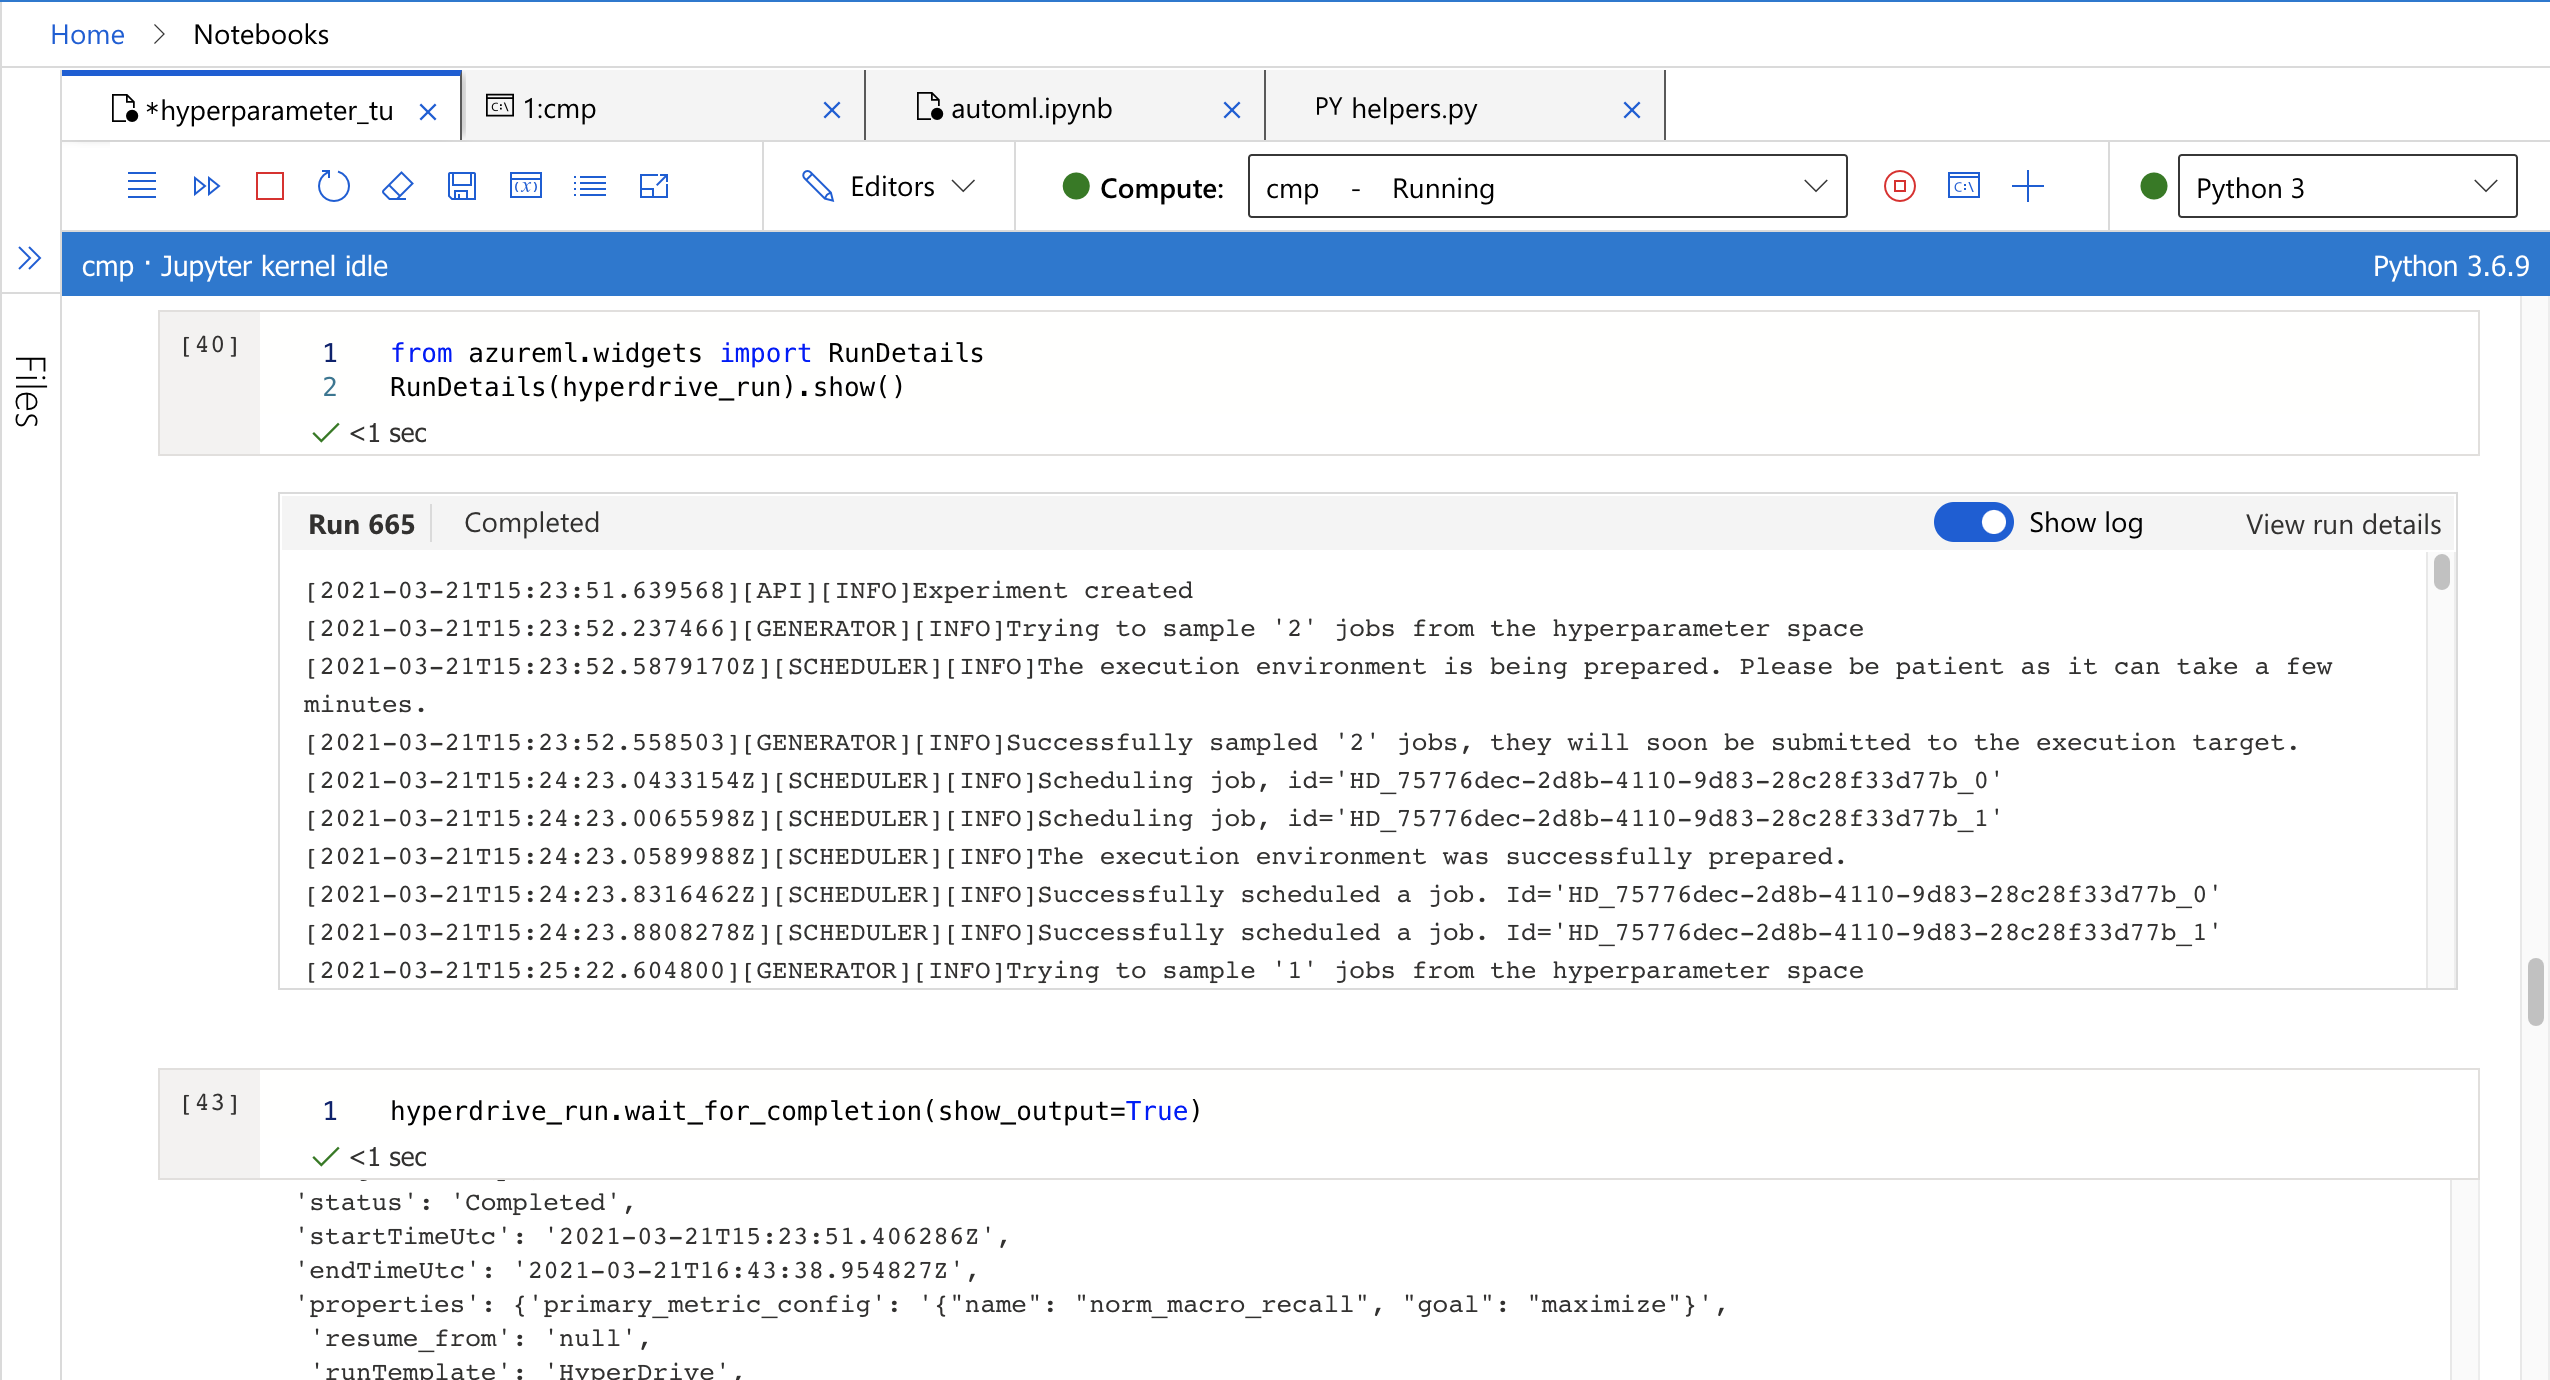 Home > Notebooks
*hyperparameter_tu × 1:cmp × automl.ipynb × PY helpers.py ×
Editors Compute: cmp - Running Python 3
cmp · Jupyter kernel idle Python 3.6.9
Files
[40]
1 from azureml.widgets import RunDetails
2 RunDetails(hyperdrive_run).show()
<1 sec
Run 665 Completed Show log View run details
[2021-03-21T15:23:51.639568][API][INFO]Experiment created
[2021-03-21T15:23:52.237466][GENERATOR][INFO]Trying to sample '2' jobs from the hyperparameter space
[2021-03-21T15:23:52.5879170Z][SCHEDULER][INFO]The execution environment is being prepared. Please be patient as it can take a few
minutes.
[2021-03-21T15:23:52.558503][GENERATOR][INFO]Successfully sampled '2' jobs, they will soon be submitted to the execution target.
[2021-03-21T15:24:23.0433154Z][SCHEDULER][INFO]Scheduling job, id='HD_75776dec-2d8b-4110-9d83-28c28f33d77b_0'
[2021-03-21T15:24:23.0065598Z][SCHEDULER][INFO]Scheduling job, id='HD_75776dec-2d8b-4110-9d83-28c28f33d77b_1'
[2021-03-21T15:24:23.0589988Z][SCHEDULER][INFO]The execution environment was successfully prepared.
[2021-03-21T15:24:23.8316462Z][SCHEDULER][INFO]Successfully scheduled a job. Id='HD_75776dec-2d8b-4110-9d83-28c28f33d77b_0'
[2021-03-21T15:24:23.8808278Z][SCHEDULER][INFO]Successfully scheduled a job. Id='HD_75776dec-2d8b-4110-9d83-28c28f33d77b_1'
[2021-03-21T15:25:22.604800][GENERATOR][INFO]Trying to sample '1' jobs from the hyperparameter space
[43]
1 hyperdrive_run.wait_for_completion(show_output=True)
<1 sec
'status': 'Completed',
'startTimeUtc': '2021-03-21T15:23:51.406286Z',
'endTimeUtc': '2021-03-21T16:43:38.954827Z',
'properties': {'primary_metric_config': '{"name": "norm_macro_recall", "goal": "maximize"}',
'resume_from': 'null',
'runTemplate': 'HyperDrive',